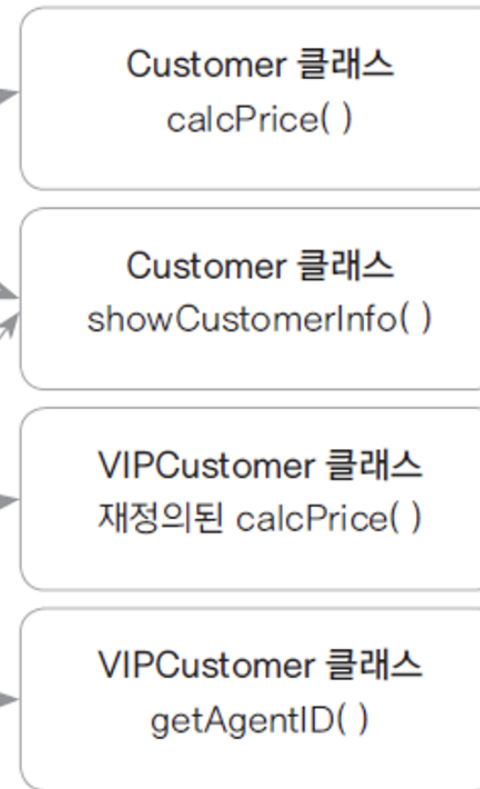 Customer 클래스
calcPrice( )
Customer 클래스
showCustomerInfo( )
VIPCustomer 클래스
재정의된 calcPrice( )
VIPCustomer 클래스
getAgentID( )